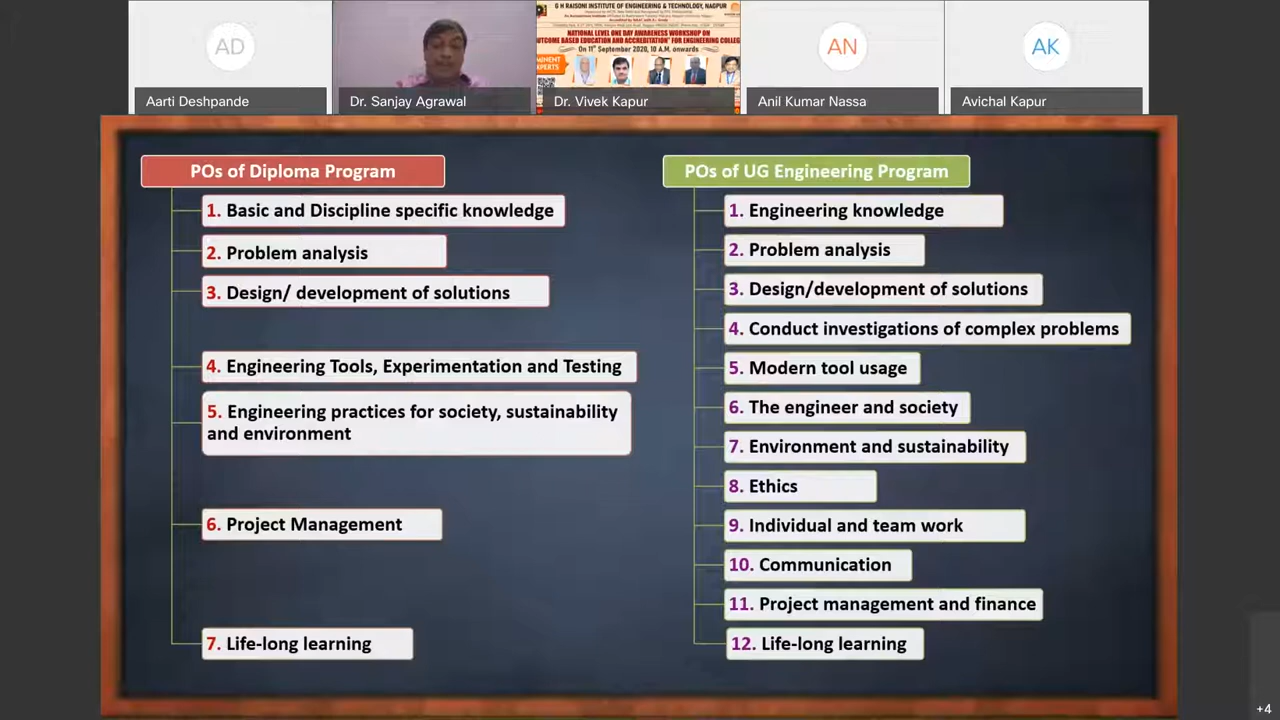 AD
Aarti Deshpande
Dr. Sanjay Agrawal
G H RAISONI INSTITUTE OF ENGINEERING & TECHNOLOGY, NAGPUR
NATIONAL LEVEL ONE DAY AWARENESS WORKSHOP ON
OUTCOME BASED EDUCATION AND ACCREDITATION" FOR ENGINEERING COLLEG
On 11th September 2020, 10 A.M. onwards
MINENT
EXPERTS
Dr. Vivek Kapur
AN
Anil Kumar Nassa
AK
Avichal Kapur
POs of Diploma Program
1. Basic and Discipline specific knowledge
2. Problem analysis
3. Design/ development of solutions
4. Engineering Tools, Experimentation and Testing
5. Engineering practices for society, sustainability
and environment
6. Project Management
7. Life-long learning
POs of UG Engineering Program
1. Engineering knowledge
2. Problem analysis
3. Design/development of solutions
4. Conduct investigations of complex problems
5. Modern tool usage
6. The engineer and society
7. Environment and sustainability
8. Ethics
9. Individual and team work
10. Communication
11. Project management and finance
12. Life-long learning
+4